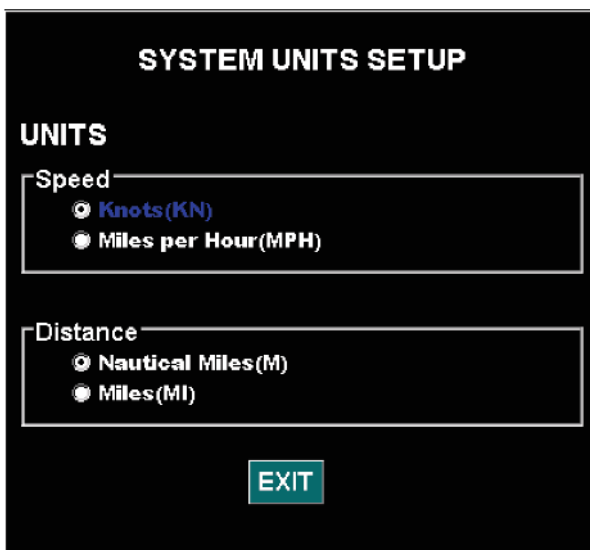 SYSTEM UNITS SETUP
UNITS
Speed
Knots(KN)
Miles per Hour(MPH)
Distance
Nautical Miles(M)
Miles(MI)
EXIT